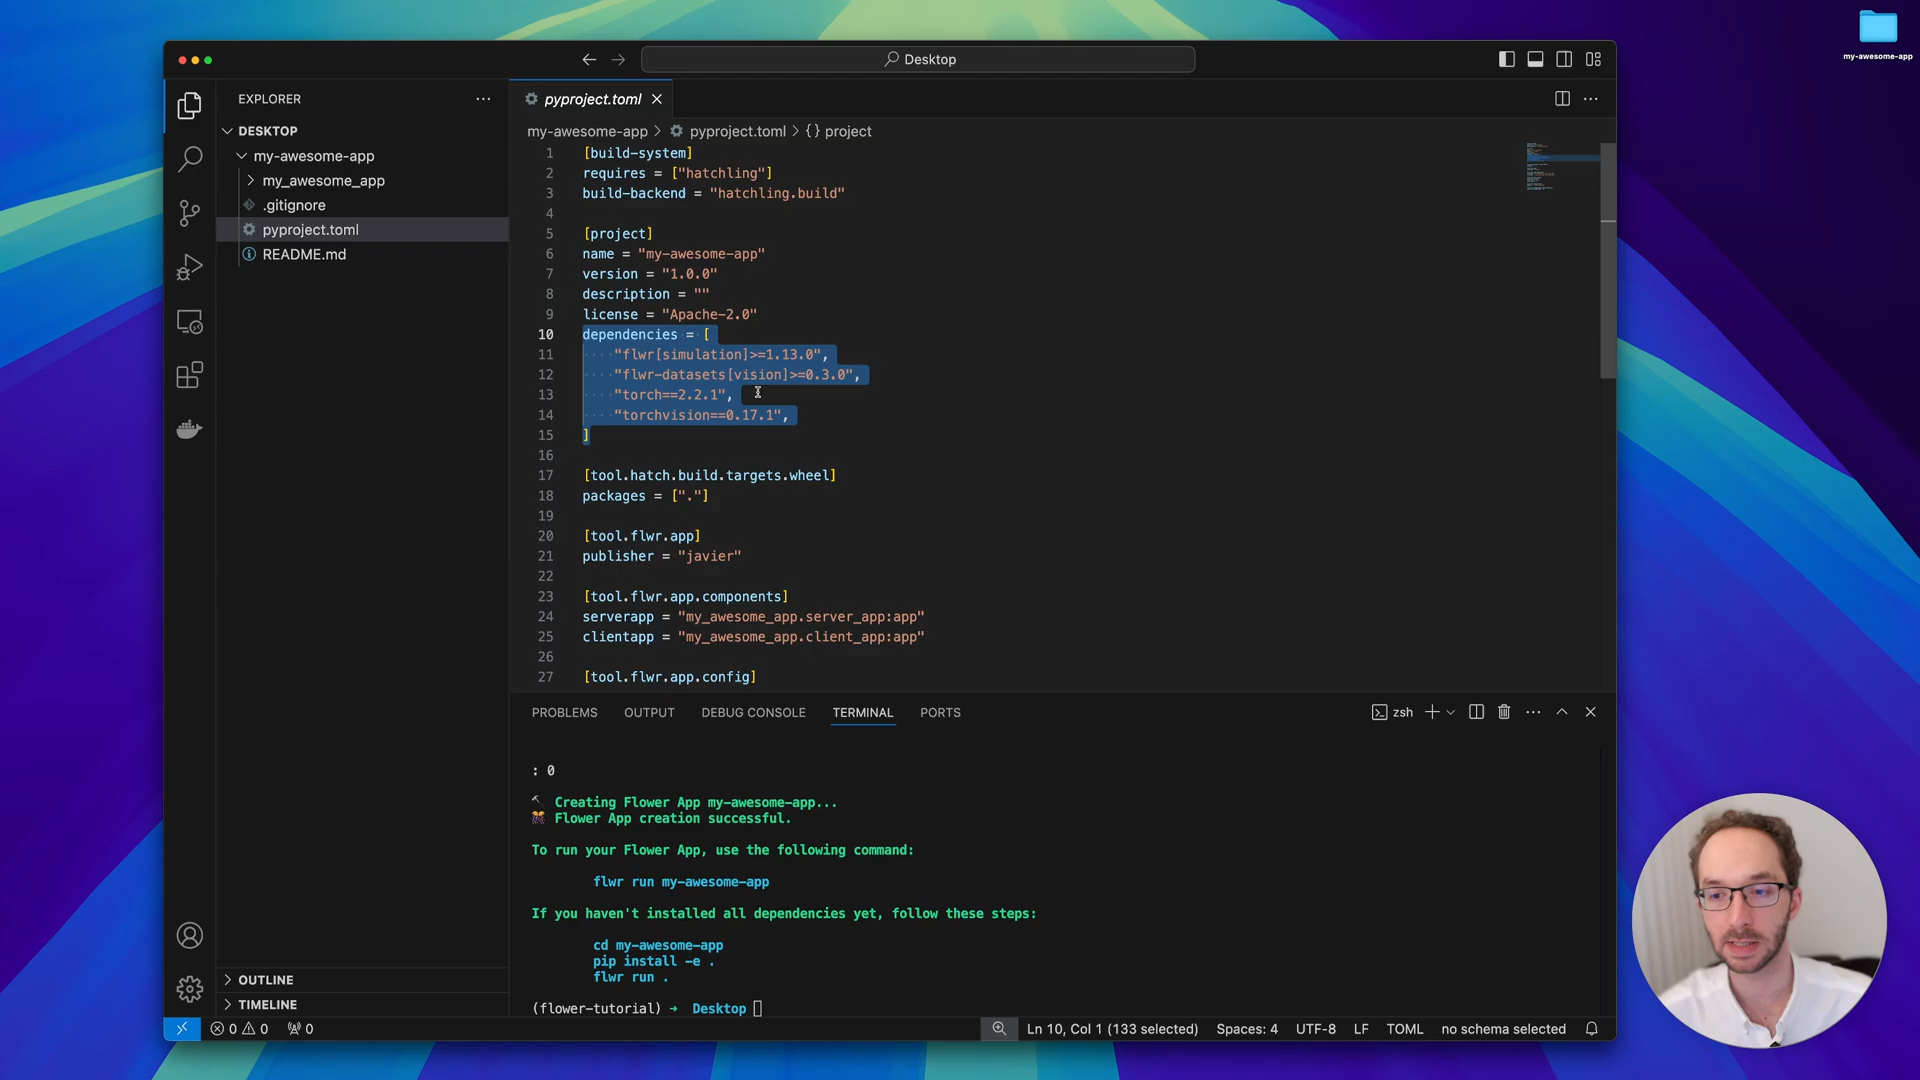 Desktop
my-awesome-app
EXPLORER
DESKTOP
my-awesome-app
my_awesome_app
.gitignore
pyproject.toml
README.md
OUTLINE
TIMELINE
pyproject.toml
my-awesome-app > pyproject.toml > {} project
1 [build-system]
2 requires = ["hatchling"]
3 build-backend = "hatchling.build"
4
5 [project]
6 name = "my-awesome-app"
7 version = "1.0.0"
8 description = ""
9 license = "Apache-2.0"
10 dependencies = [
11 "flwr[simulation]>=1.13.0",
12 "flwr-datasets[vision]>=0.3.0",
13 "torch==2.2.1",
14 "torchvision==0.17.1",
15 ]
16
17 [tool.hatch.build.targets.wheel]
18 packages = ["."]
19
20 [tool.flwr.app]
21 publisher = "javier"
22
23 [tool.flwr.app.components]
24 serverapp = "my_awesome_app.server_app:app"
25 clientapp = "my_awesome_app.client_app:app"
26
27 [tool.flwr.app.config]
PROBLEMS OUTPUT DEBUG CONSOLE TERMINAL PORTS
zsh
: 0
Creating Flower App my-awesome-app...
Flower App creation successful.
To run your Flower App, use the following command:
flwr run my-awesome-app
If you haven't installed all dependencies yet, follow these steps:
cd my-awesome-app
pip install -e .
flwr run .
(flower-tutorial) → Desktop
0 0 0 Ln 10, Col 1 (133 selected) Spaces: 4 UTF-8 LF TOML no schema selected